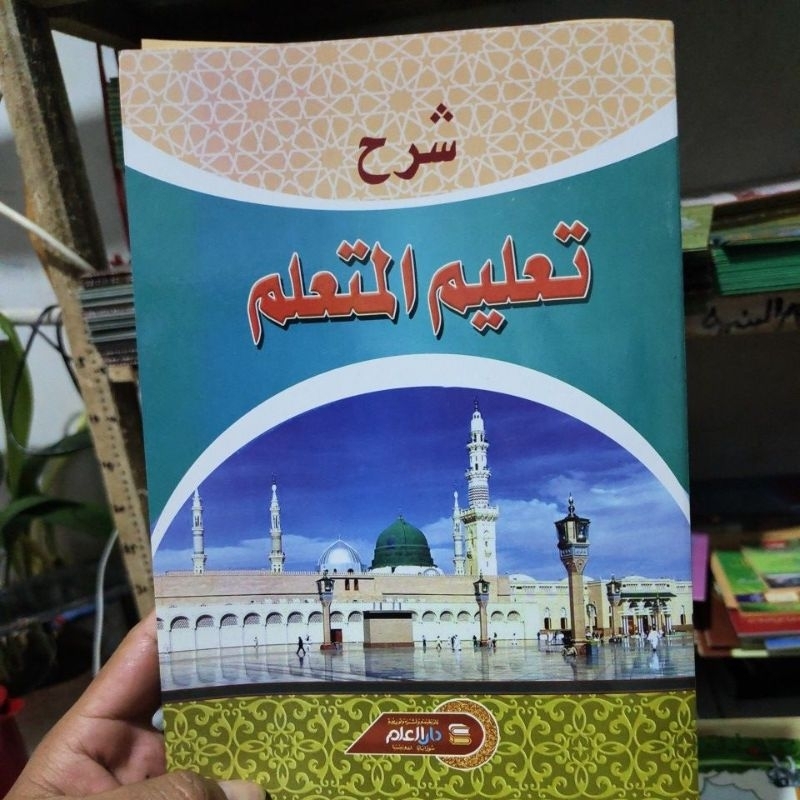 شرح
تعليم المتعلم
دار العلم